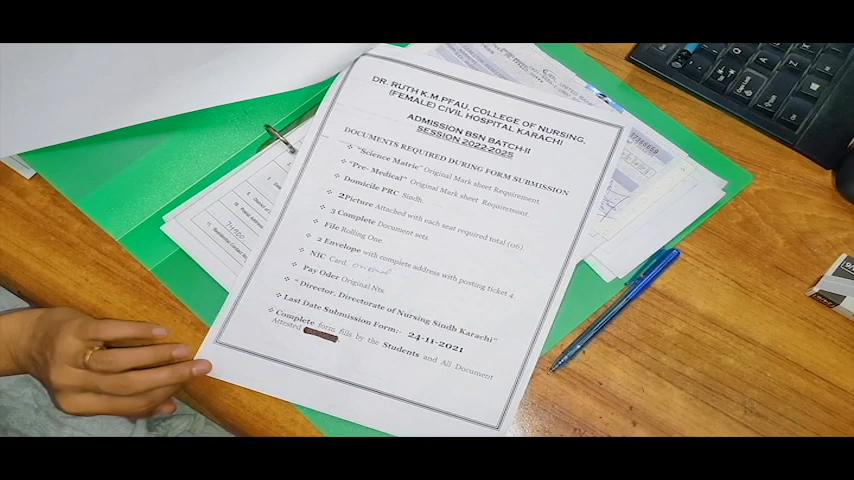 DR. RUTH K.M.PFAU, COLLEGE OF NURSING,
(FEMALE) CIVIL HOSPITAL KARACHI
ADMISSION BSN BATCH-II
SESSION 2022-2025
DOCUMENTS REQUIRED DURING FORM SUBMISSION
"Science Matric" Original Mark sheet Requirement.
"Pre- Medical" Original Mark sheet Requirement.
Domicile PRC Sindh.
2Picture Attached with each seat required total (06)
3 Complete Document sets.
File Rolling One.
2 Envelope with complete address with posting ticket 4.
NIC Card. original
Pay Oder Original Nts.
"Director, Directorate of Nursing Sindh Karachi"
Last Date Submission Form:- 24-11-2021
Complete form fills by the Students and All Document
Attested